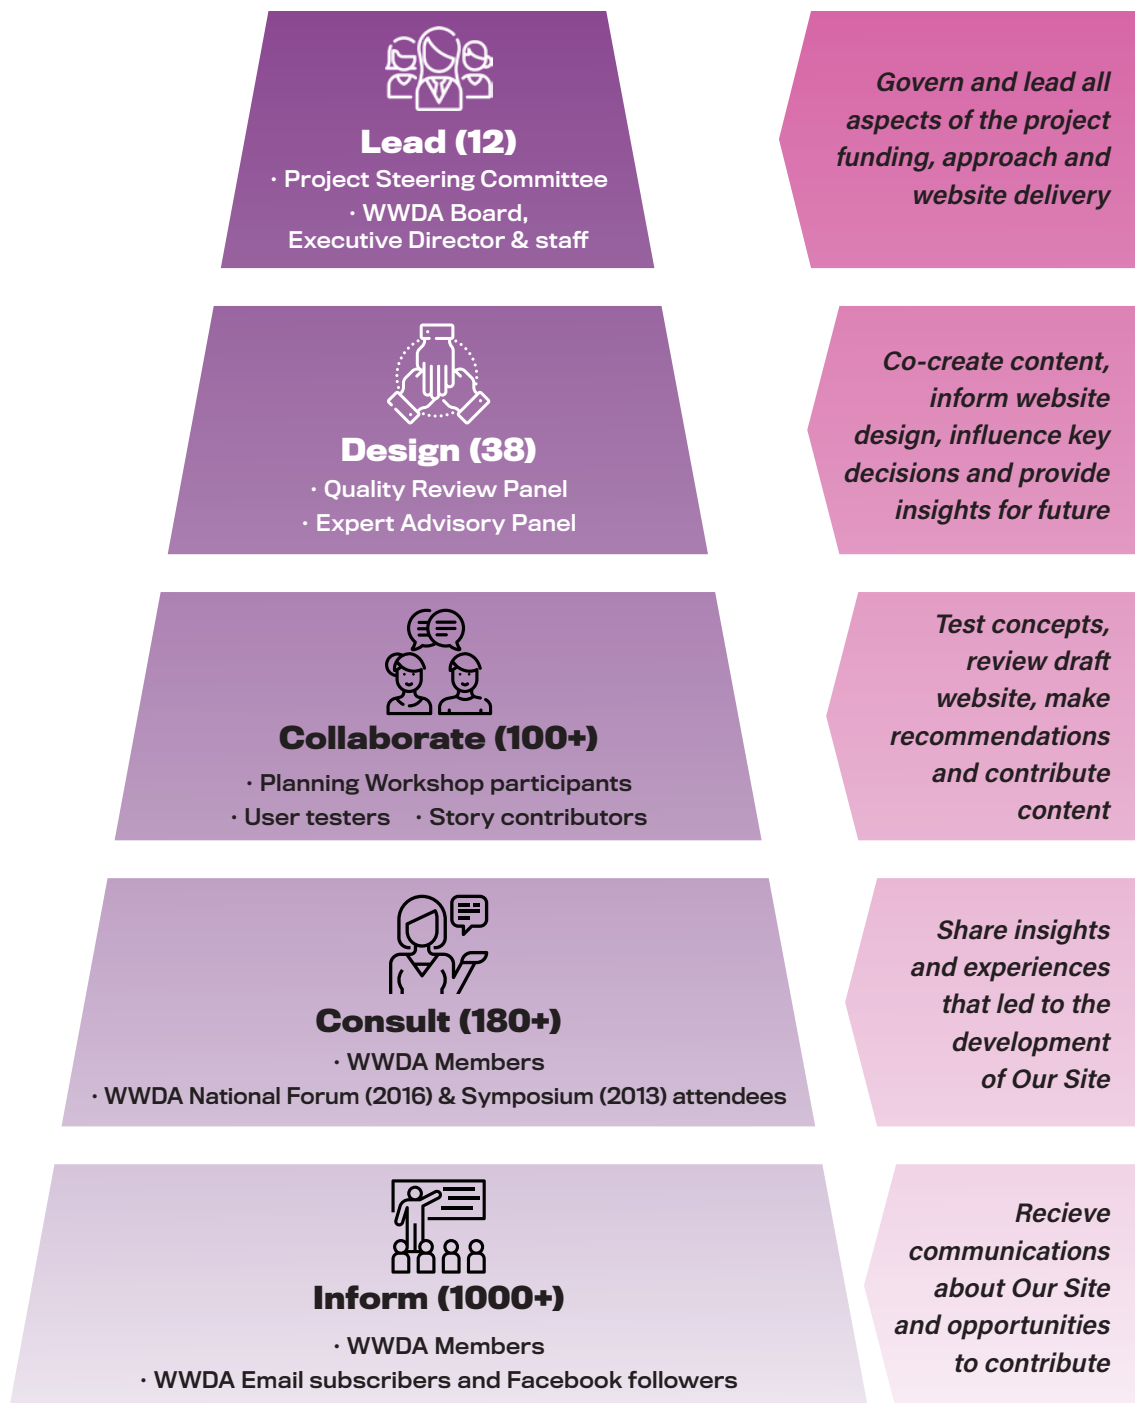 Lead (12)
· Project Steering Committee
· WWDA Board,
Executive Director & staff
Govern and lead all
aspects of the project
funding, approach and
website delivery
Design (38)
· Quality Review Panel
· Expert Advisory Panel
Co-create content,
inform website
design, influence key
decisions and provide
insights for future
Collaborate (100+)
· Planning Workshop participants
· User testers · Story contributors
Test concepts,
review draft
website, make
recommendations
and contribute
content
Consult (180+)
· WWDA Members
· WWDA National Forum (2016) & Symposium (2013) attendees
Share insights
and experiences
that led to the
development
of Our Site
Inform (1000+)
· WWDA Members
· WWDA Email subscribers and Facebook followers
Recieve
communications
about Our Site
and opportunities
to contribute